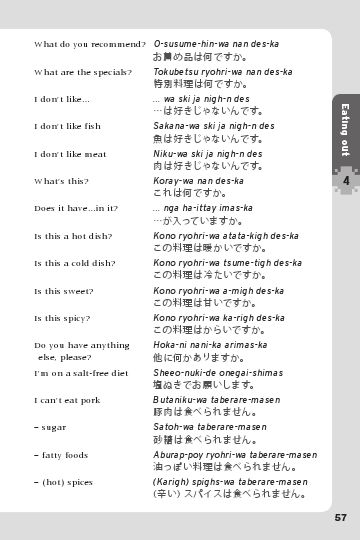 What do you recommend? O-susume-hin-wa nan des-ka
お薦め品は何ですか。
What are the specials? Tokubetsu ryohri-wa nan des-ka
特別料理は何ですか。
I don't like... ... wa ski ja nigh-n des
…は好きじゃないんです。
I don't like fish Sakana-wa ski ja nigh-n des
魚は好きじゃないんです。
I don't like meat Niku-wa ski ja nigh-n des
肉は好きじゃないんです。
What's this? Koray-wa nan des-ka
これは何ですか。
Does it have...in it? ... nga ha-ittay imas-ka
…が入っていますか。
Is this a hot dish? Kono ryohri-wa atata-kigh des-ka
この料理は暖かいですか。
Is this a cold dish? Kono ryohri-wa tsume-tigh des-ka
この料理は冷たいですか。
Is this sweet? Kono ryohri-wa a-migh des-ka
この料理は甘いですか。
Is this spicy? Kono ryohri-wa ka-righ des-ka
この料理はからいですか。
Do you have anything Hoka-ni nani-ka arimas-ka
else, please? 他に何かありますか。
I'm on a salt-free diet Sheeo-nuki-de onegai-shimas
塩ぬきでお願いします。
I can't eat pork Butaniku-wa taberare-masen
豚肉は食べられません。
– sugar Satoh-wa taberare-masen
砂糖は食べられません。
– fatty foods Aburap-poy ryohri-wa taberare-masen
油っぽい料理は食べられません。
– (hot) spices (Karigh) spighs-wa taberare-masen
(辛い) スパイスは食べられません。
Eating out
4
57